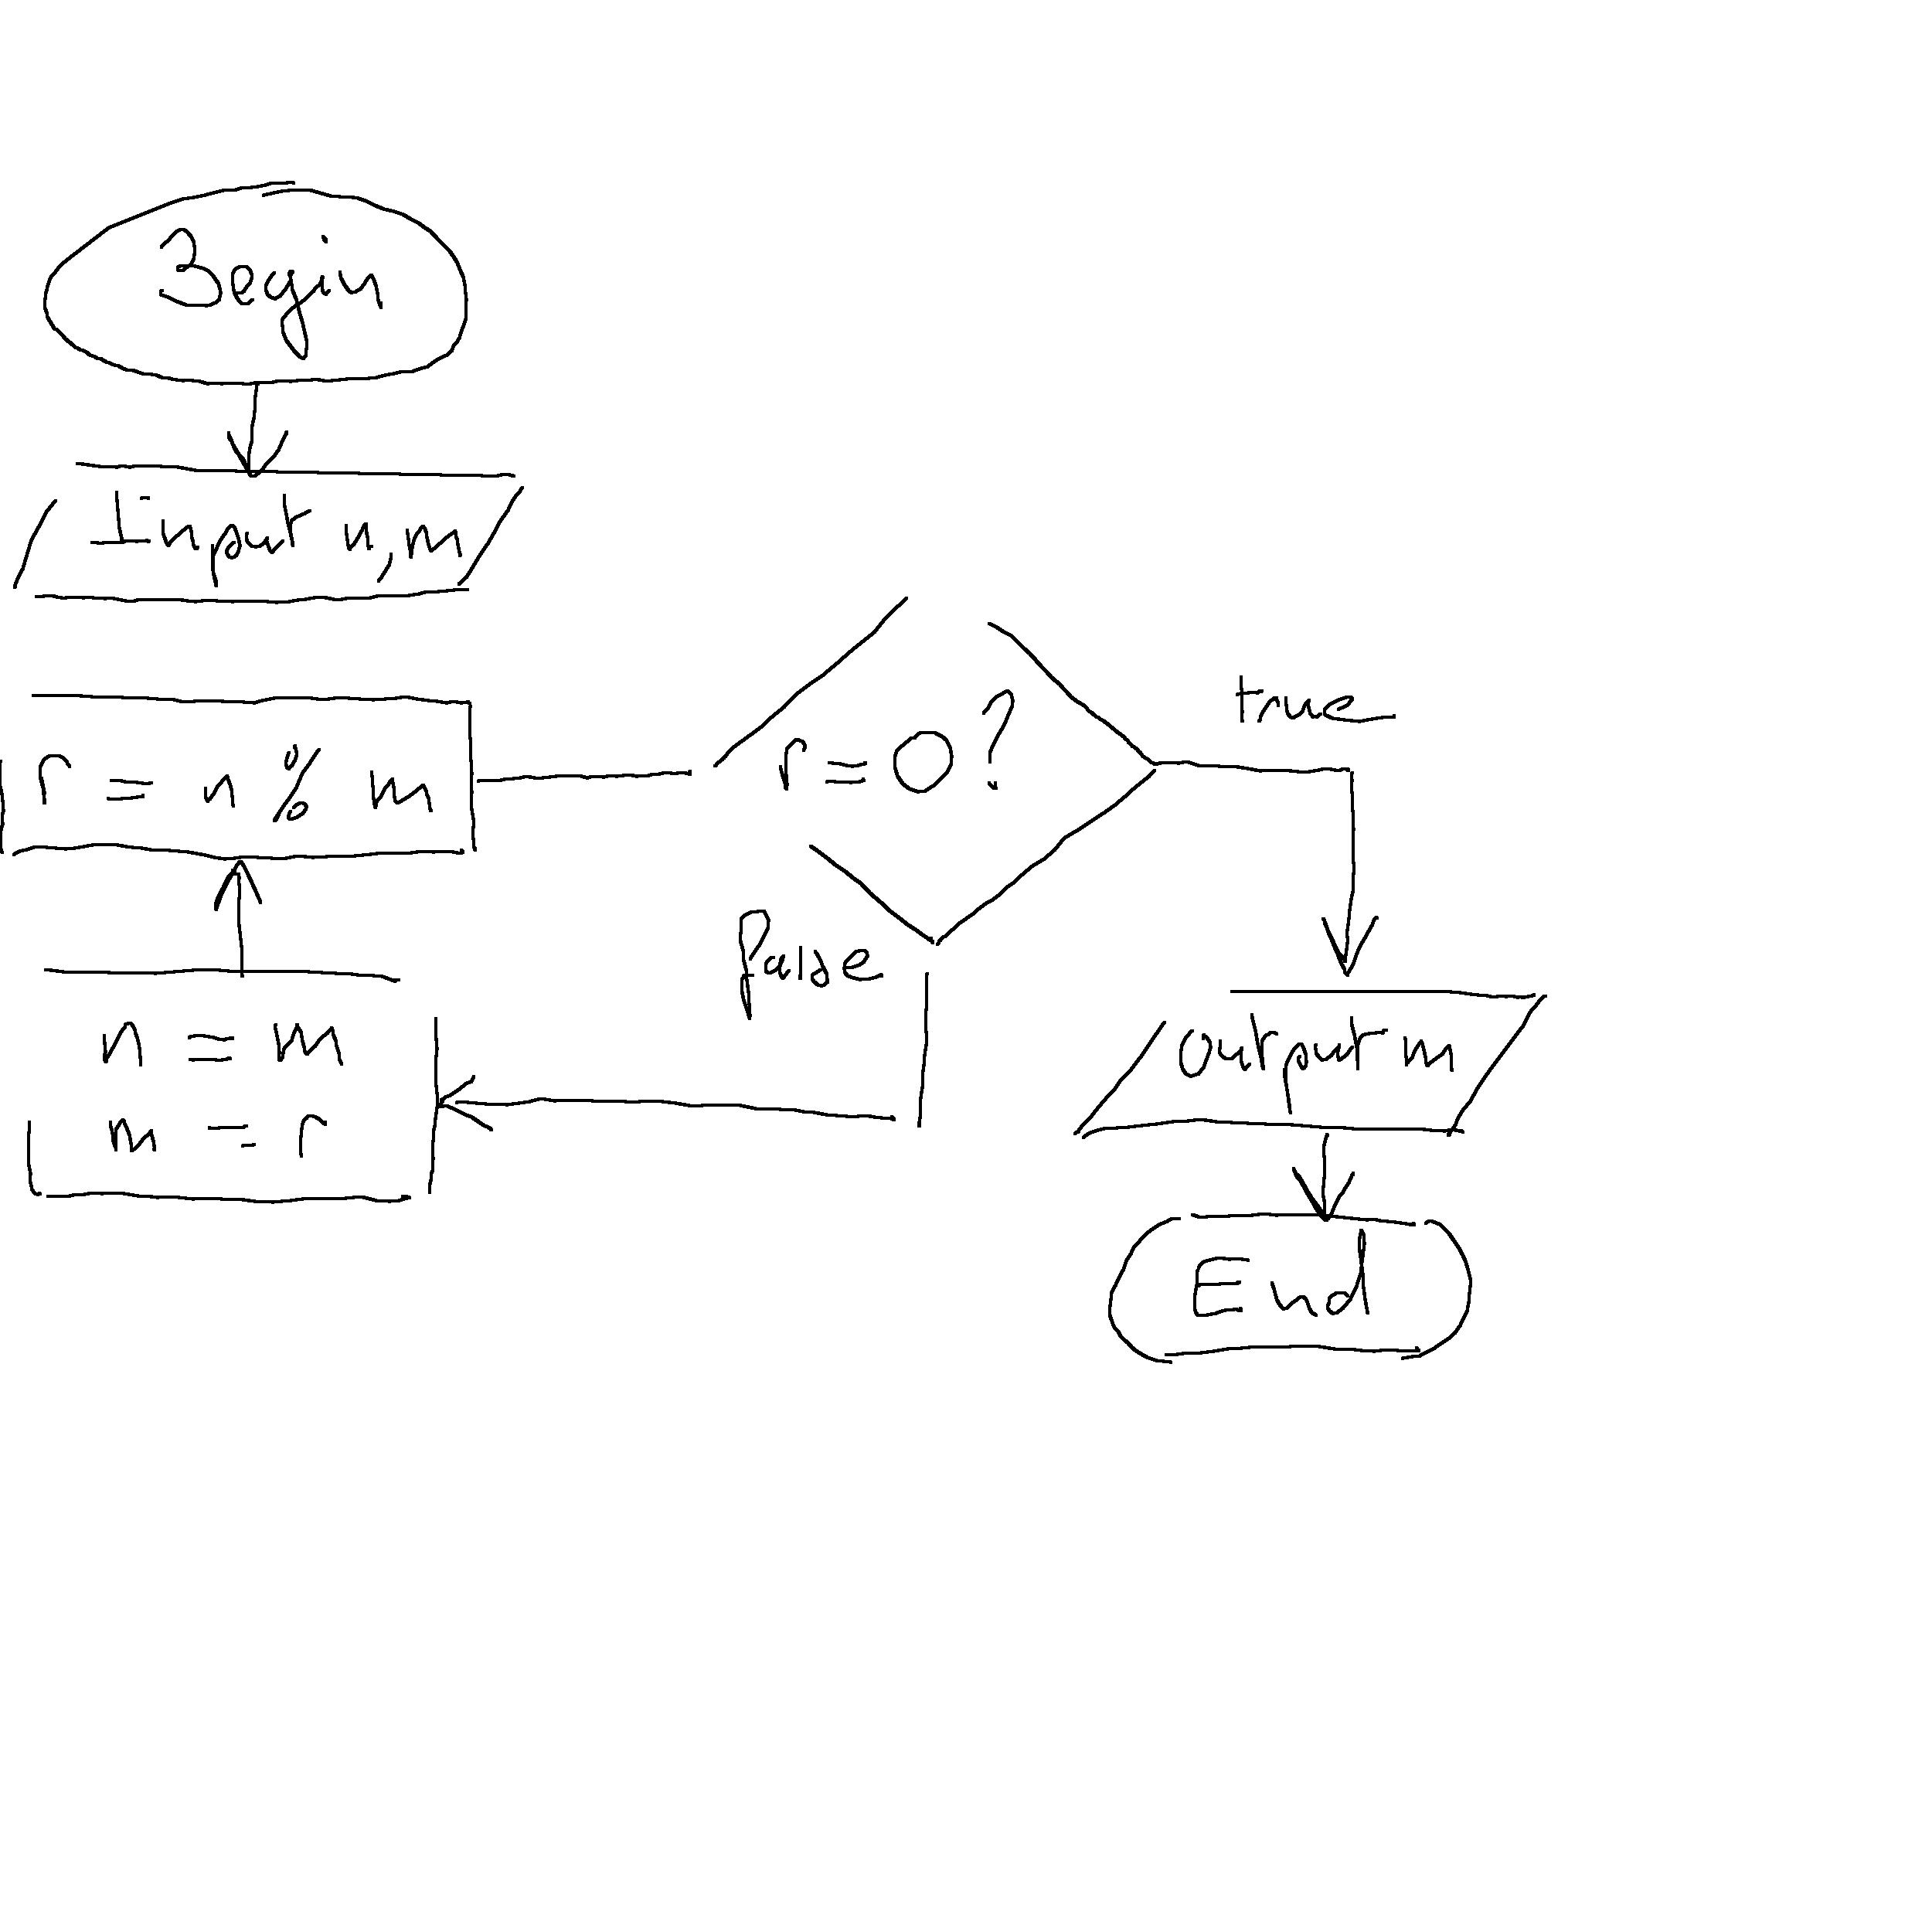 Begin
Input n, m
r = n % m
r = 0 ?
true
false
n = m
m = r
Output m
End